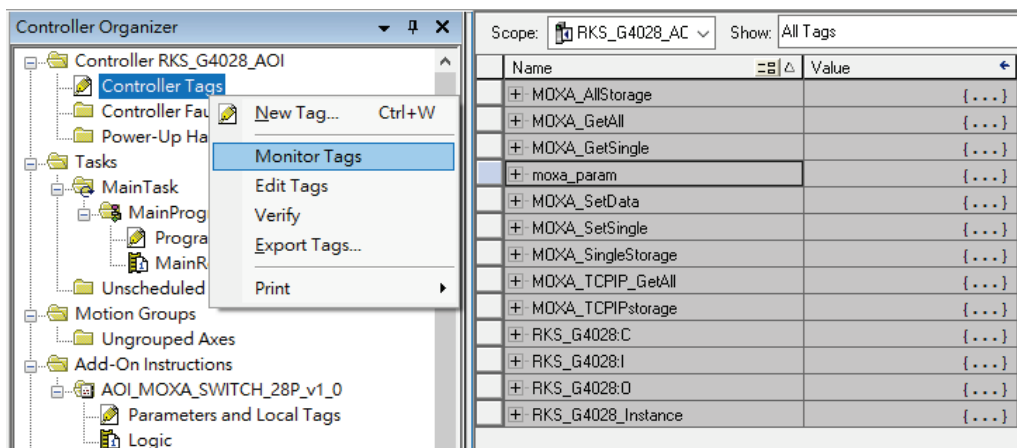 Controller Organizer
Controller RKS_G4028_AOI
Controller Tags
Controller Fau
Power-Up Ha
Tasks
MainTask
MainProg
Progra
MainR
Unscheduled
Motion Groups
Ungrouped Axes
Add-On Instructions
AOI_MOXA_SWITCH_28P_v1_0
Parameters and Local Tags
Logic
New Tag... Ctrl+W
Monitor Tags
Edit Tags
Verify
Export Tags...
Print
Scope: RKS_G4028_AC Show: All Tags
Name Value
MOXA_AllStorage {...}
MOXA_GetAll {...}
MOXA_GetSingle {...}
moxa_param {...}
MOXA_SetData {...}
MOXA_SetSingle {...}
MOXA_SingleStorage {...}
MOXA_TCPIP_GetAll {...}
MOXA_TCPIPstorage {...}
RKS_G4028:C {...}
RKS_G4028:I {...}
RKS_G4028:O {...}
RKS_G4028_Instance {...}